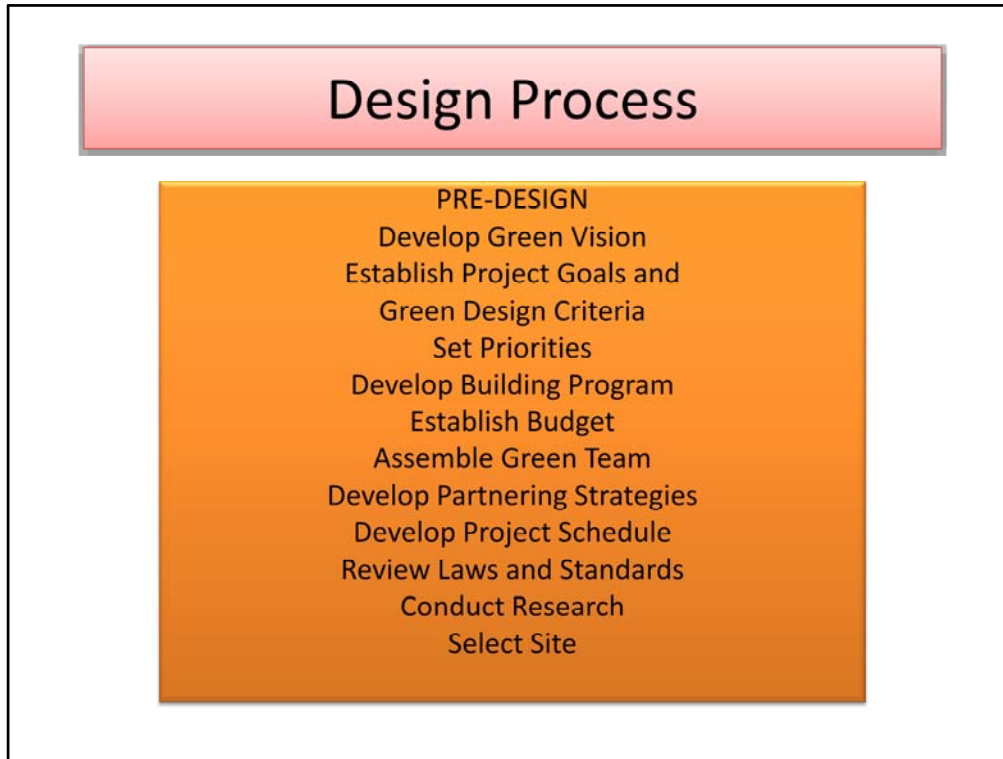 Design Process
PRE-DESIGN
Develop Green Vision
Establish Project Goals and
Green Design Criteria
Set Priorities
Develop Building Program
Establish Budget
Assemble Green Team
Develop Partnering Strategies
Develop Project Schedule
Review Laws and Standards
Conduct Research
Select Site